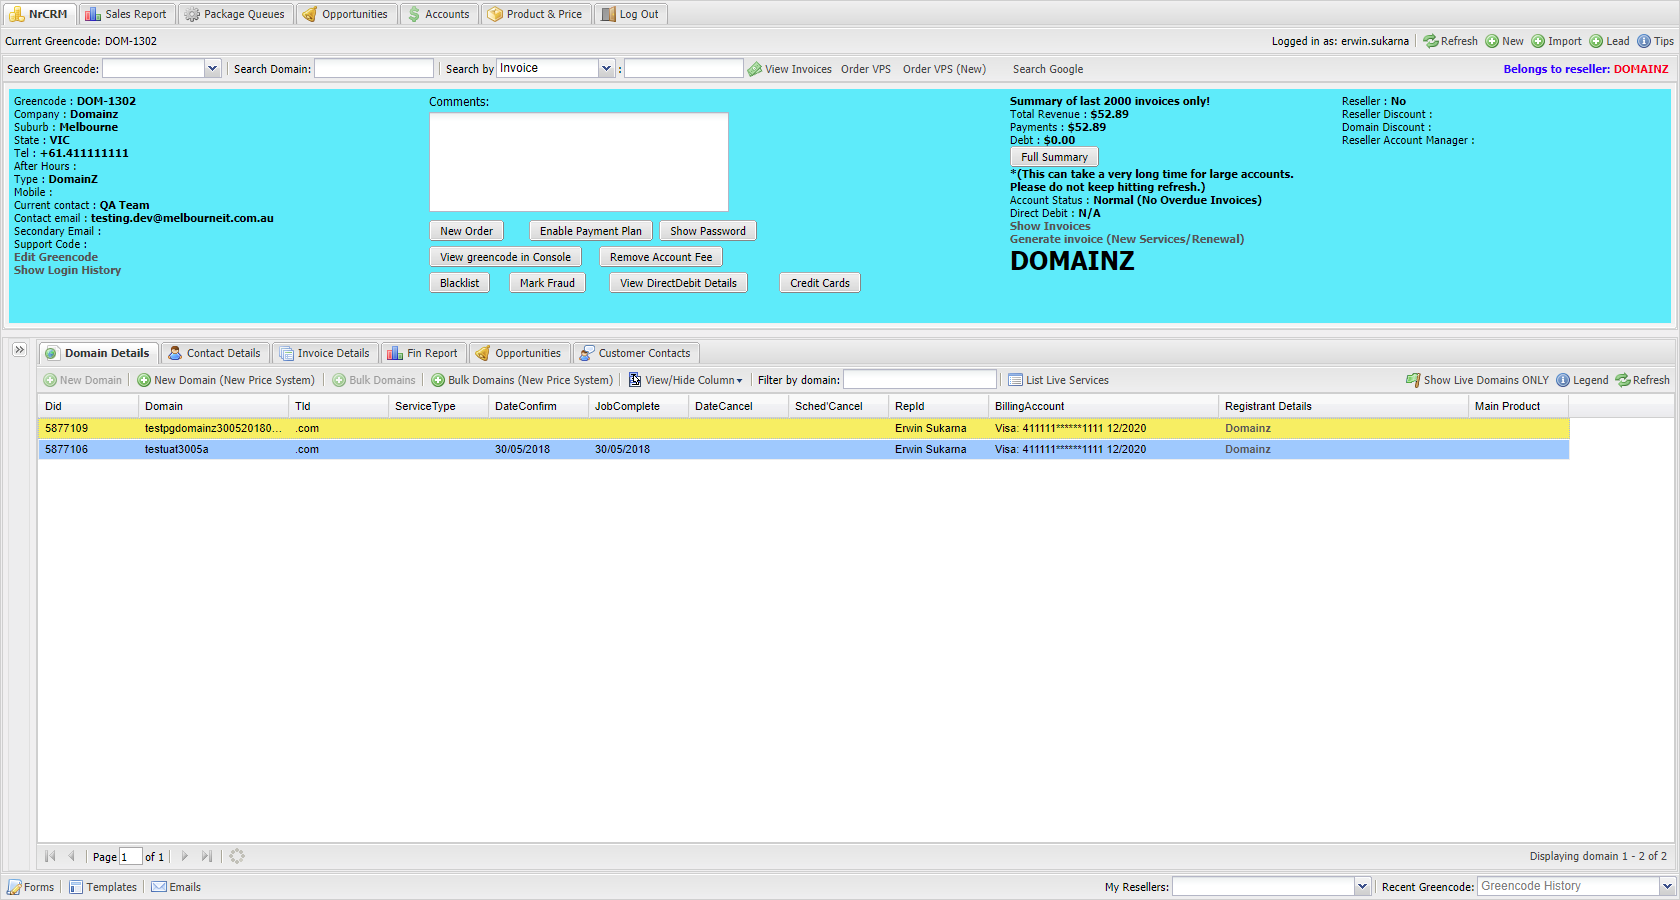 NrCRM Sales Report Package Queues Opportunities Accounts Product & Price Log Out
Current Greencode: DOM-1302 Logged in as: erwin.sukarna Refresh New Import Lead Tips
Search Greencode: Search Domain: Search by Invoice : View Invoices Order VPS Order VPS (New) Search Google Belongs to reseller: DOMAINZ
Greencode : DOM-1302
Company : Domainz
Suburb : Melbourne
State : VIC
Tel : +61.411111111
After Hours :
Type : DomainZ
Mobile :
Current contact : QA Team
Contact email : testing.dev@melbourneit.com.au
Secondary Email :
Support Code :
Edit Greencode
Show Login History
Comments:
New Order Enable Payment Plan Show Password
View greencode in Console Remove Account Fee
Blacklist Mark Fraud View DirectDebit Details Credit Cards
Summary of last 2000 invoices only!
Total Revenue : $52.89
Payments : $52.89
Debt : $0.00
Full Summary
*(This can take a very long time for large accounts.
Please do not keep hitting refresh.)
Account Status : Normal (No Overdue Invoices)
Direct Debit : N/A
Show Invoices
Generate invoice (New Services/Renewal)
DOMAINZ
Reseller : No
Reseller Discount :
Domain Discount :
Reseller Account Manager :
Domain Details Contact Details Invoice Details Fin Report Opportunities Customer Contacts
New Domain New Domain (New Price System) Bulk Domains Bulk Domains (New Price System) View/Hide Column Filter by domain: List Live Services Show Live Domains ONLY Legend Refresh
Did Domain Tld ServiceType DateConfirm JobComplete DateCancel Sched'Cancel RepId BillingAccount Registrant Details Main Product
5877109 testpgdomainz300520180... .com Erwin Sukarna Visa: 411111******1111 12/2020 Domainz
5877106 testuat3005a .com 30/05/2018 30/05/2018 Erwin Sukarna Visa: 411111******1111 12/2020 Domainz
Page 1 of 1 Displaying domain 1 - 2 of 2
Forms Templates Emails My Resellers: Recent Greencode: Greencode History